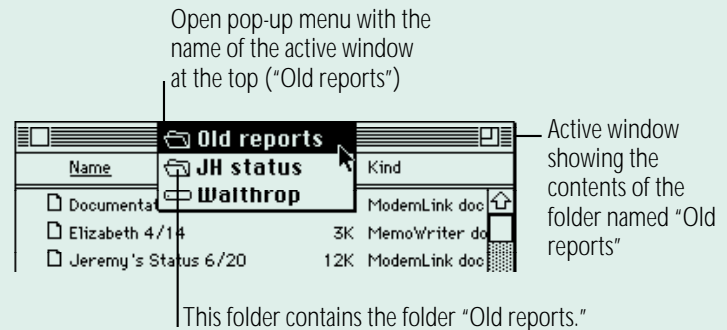 Open pop-up menu with the
name of the active window
at the top (“Old reports”)
Old reports
JH status
Walthrop
Name
Kind
Documentat
ModemLink doc
Elizabeth 4/14
3K MemoWriter do
Jeremy's Status 6/20
12K ModemLink doc
Active window
showing the
contents of the
folder named “Old
reports”
This folder contains the folder “Old reports.”